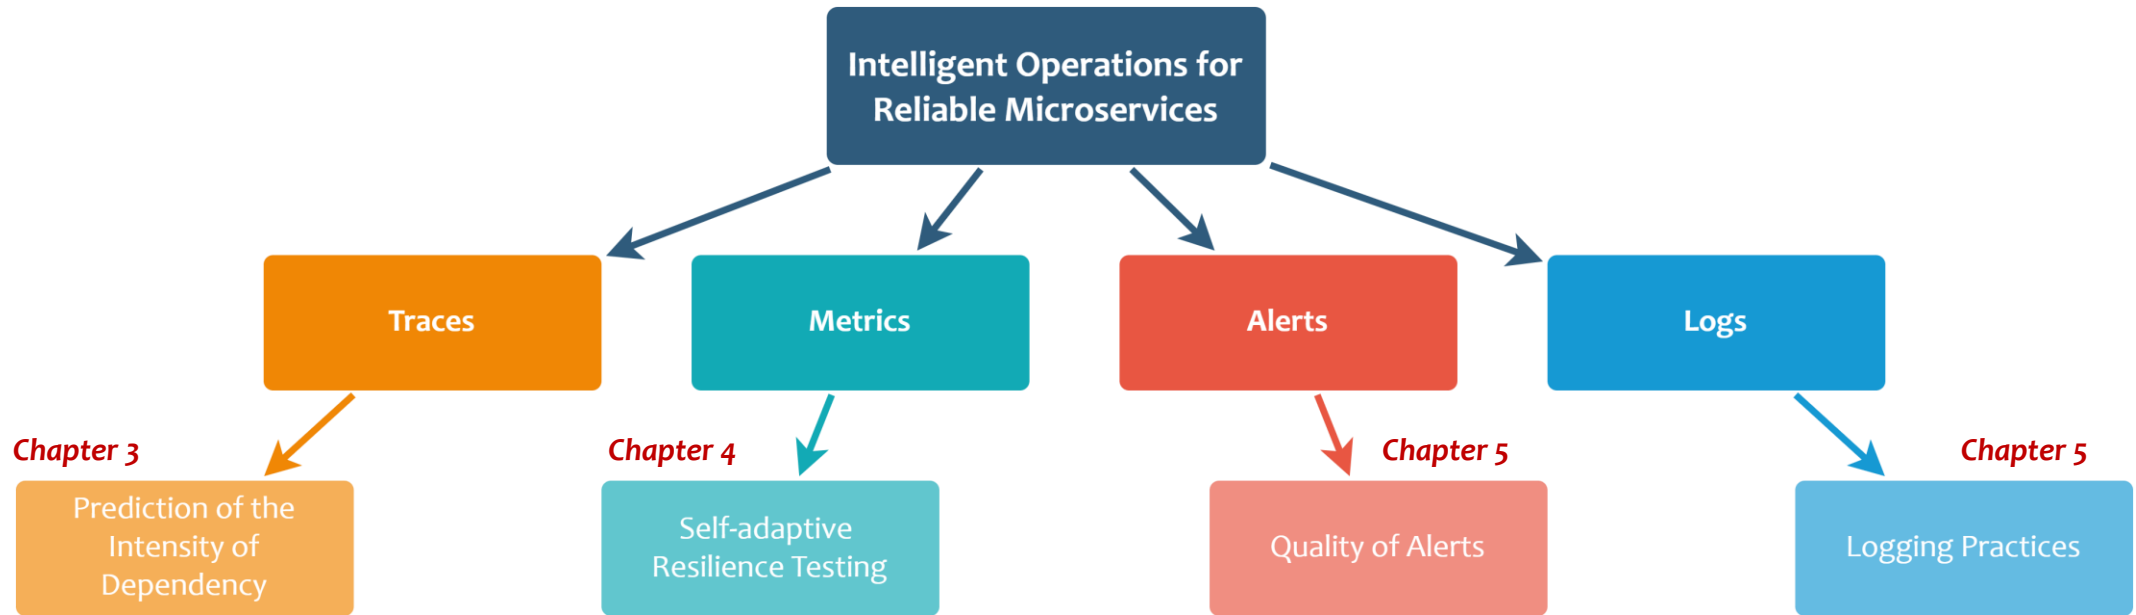 Intelligent Operations for
Reliable Microservices
Traces
Metrics
Alerts
Logs
Chapter 3
Chapter 4
Chapter 5
Chapter 5
Prediction of the
Intensity of
Dependency
Self-adaptive
Resilience Testing
Quality of Alerts
Logging Practices